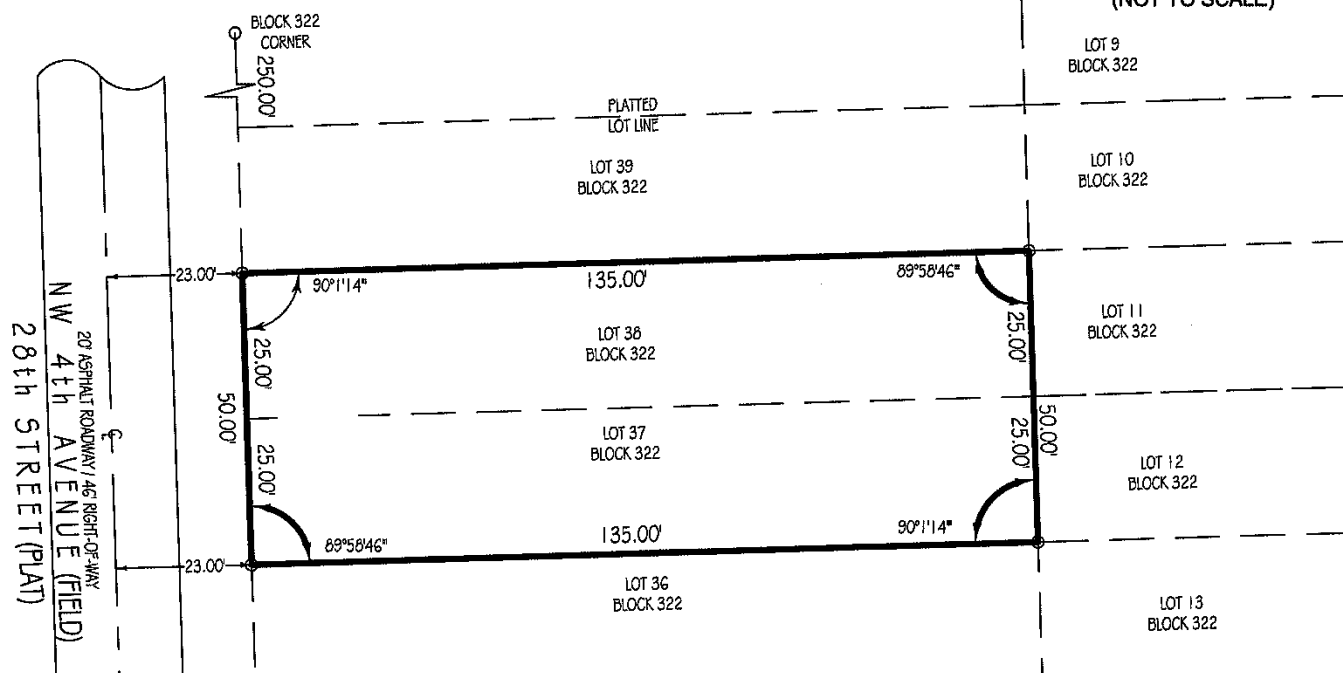 (NOT TO SCALE)
BLOCK 322
CORNER
250.00'
LOT 9
BLOCK 322
PLATTED
LOT LINE
LOT 39
BLOCK 322
LOT 10
BLOCK 322
23.00'
90°1'14"
135.00'
89°58'46"
25.00'
25.00'
LOT 38
BLOCK 322
LOT 11
BLOCK 322
50.00'
50.00'
LOT 37
BLOCK 322
25.00'
25.00'
LOT 12
BLOCK 322
89°58'46"
135.00'
90°1'14"
23.00'
LOT 36
BLOCK 322
LOT 13
BLOCK 322
20' ASPHALT ROADWAY / 46' RIGHT-OF-WAY
NW 4th AVENUE (FIELD)
28th STREET (PLAT)